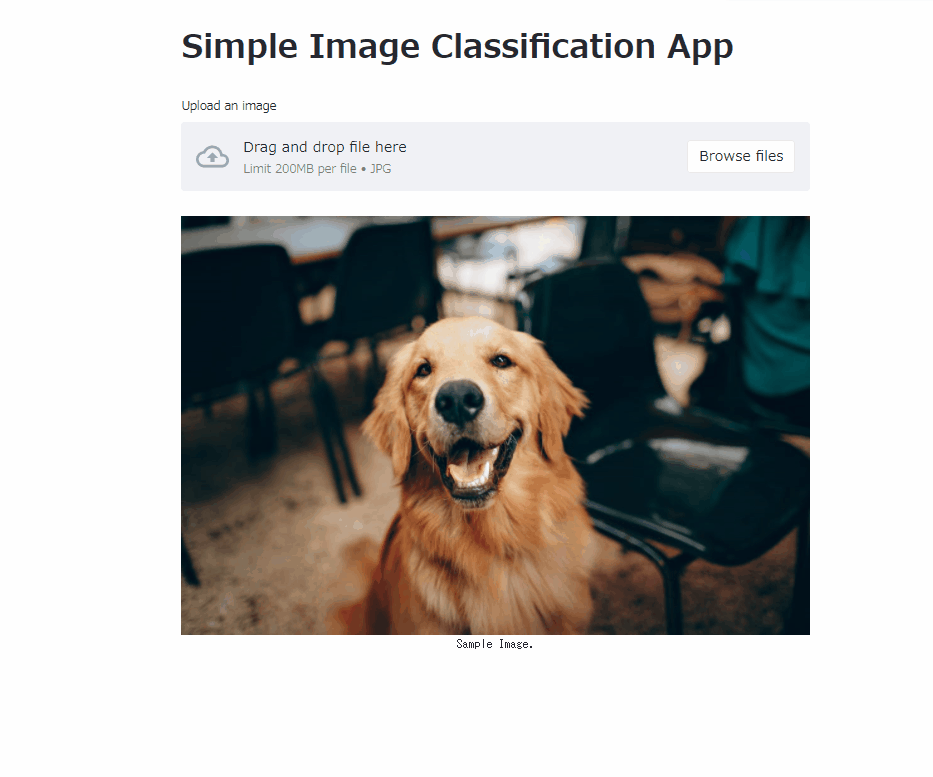 Simple Image Classification App
Upload an image
Drag and drop file here
Limit 200MB per file • JPG
Browse files
Sample Image.